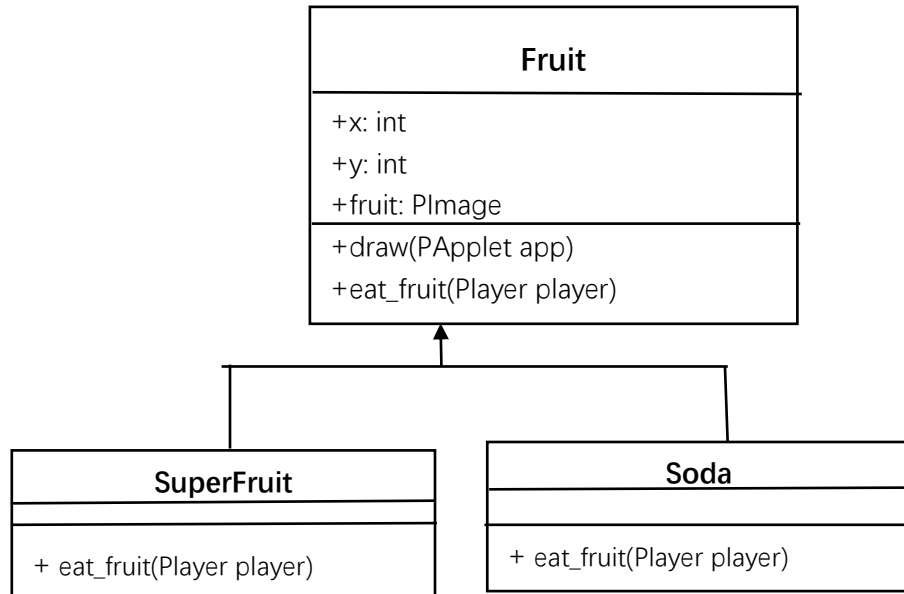 Fruit
+x: int
+y: int
+fruit: PImage
+draw(PApplet app)
+eat_fruit(Player player)
SuperFruit
+ eat_fruit(Player player)
Soda
+ eat_fruit(Player player)